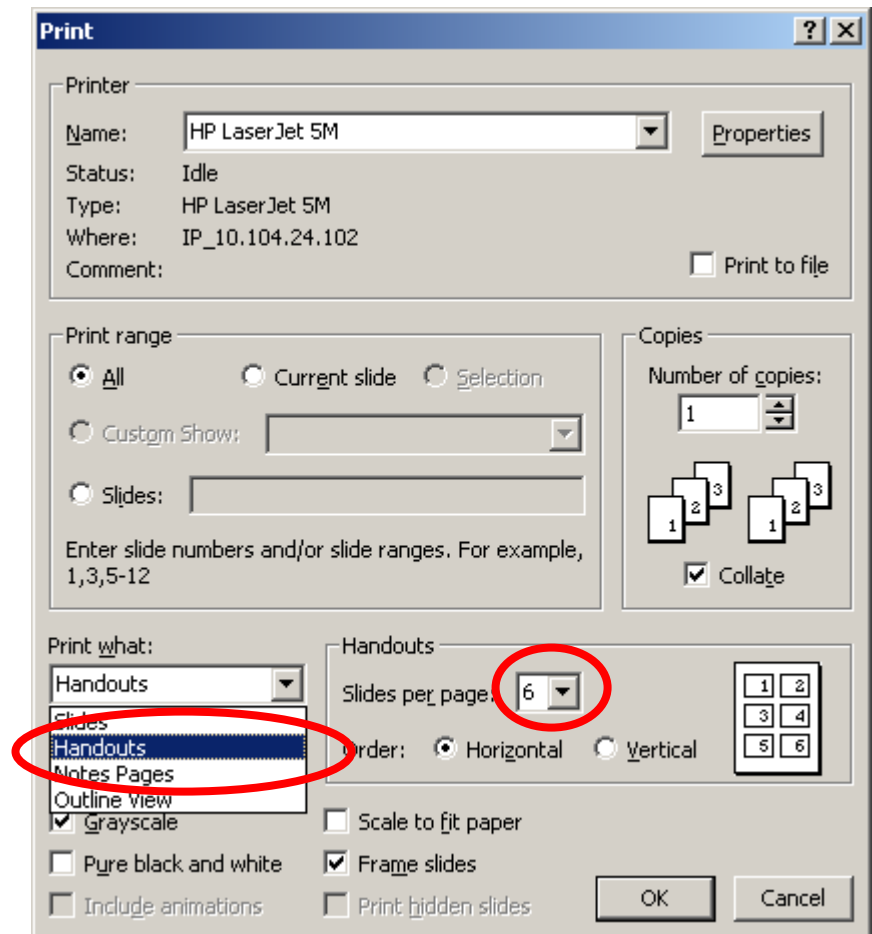 Print
Printer
Name: HP LaserJet 5M Properties
Status: Idle
Type: HP LaserJet 5M
Where: IP_10.104.24.102
Comment: Print to file
Print range
All Current slide Selection
Custom Show:
Slides:
Enter slide numbers and/or slide ranges. For example,
1,3,5-12
Copies
Number of copies:
1
1 2 3 1 2 3
Collate
Print what:
Handouts
Slides
Handouts
Notes Pages
Outline View
Handouts
Slides per page: 6
Order: Horizontal Vertical
1 2
3 4
5 6
Grayscale Scale to fit paper
Pure black and white Frame slides
Include animations Print hidden slides
OK Cancel